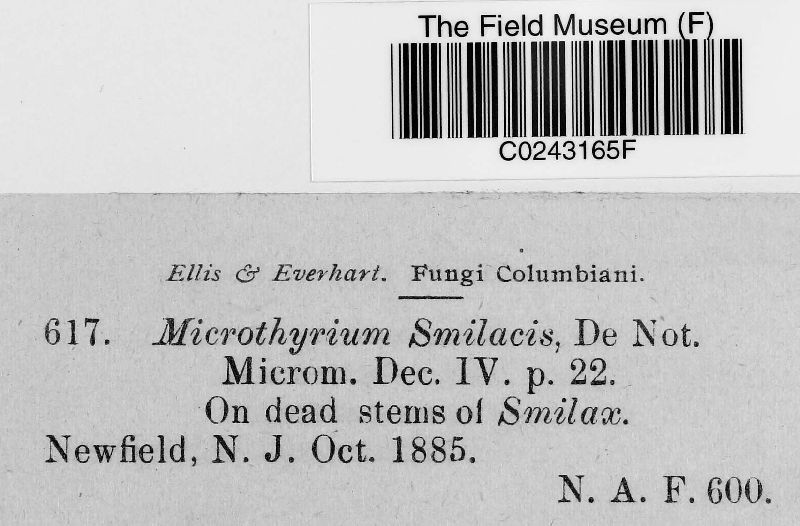 The Field Museum (F)
C0243165F
Ellis & Everhart. Fungi Columbiani.
617. Microthyrium Smilacis, De Not.
Microm. Dec. IV. p. 22.
On dead stems of Smilax.
Newfield, N. J. Oct. 1885.
N. A. F. 600.